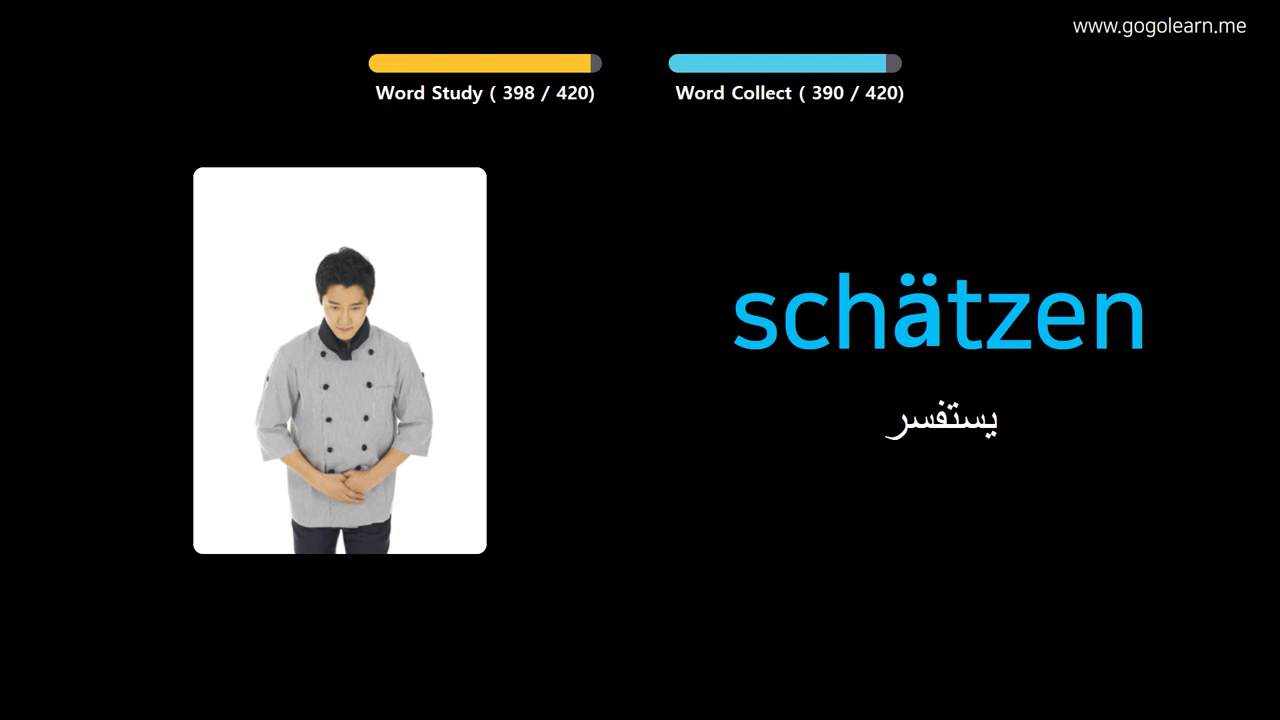 www.gogolearn.me
Word Study ( 398 / 420)
Word Collect ( 390 / 420)
schätzen
يستفسر